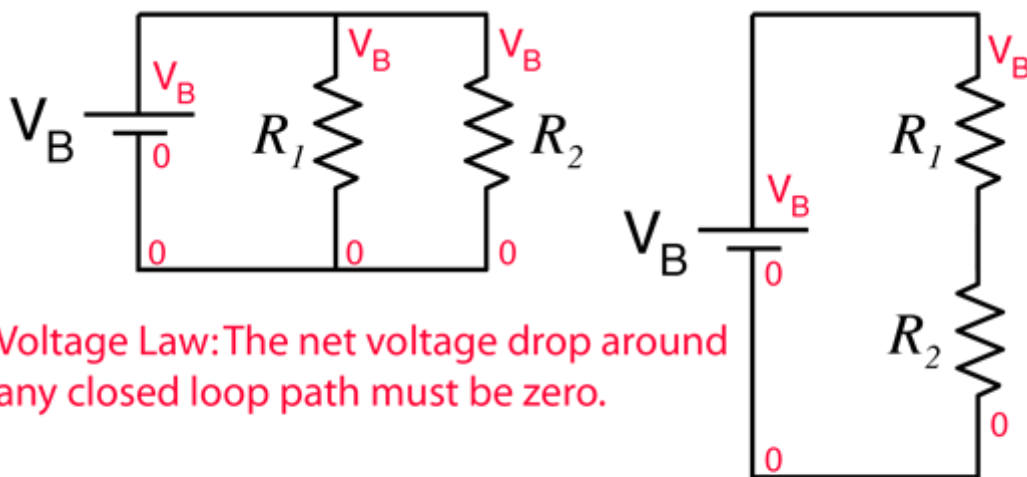 V_B
V_B
0
0
R_1
V_B
0
R_2
V_B
0
V_B
V_B
0
0
R_1
V_B
R_2
0
Voltage Law: The net voltage drop around
any closed loop path must be zero.